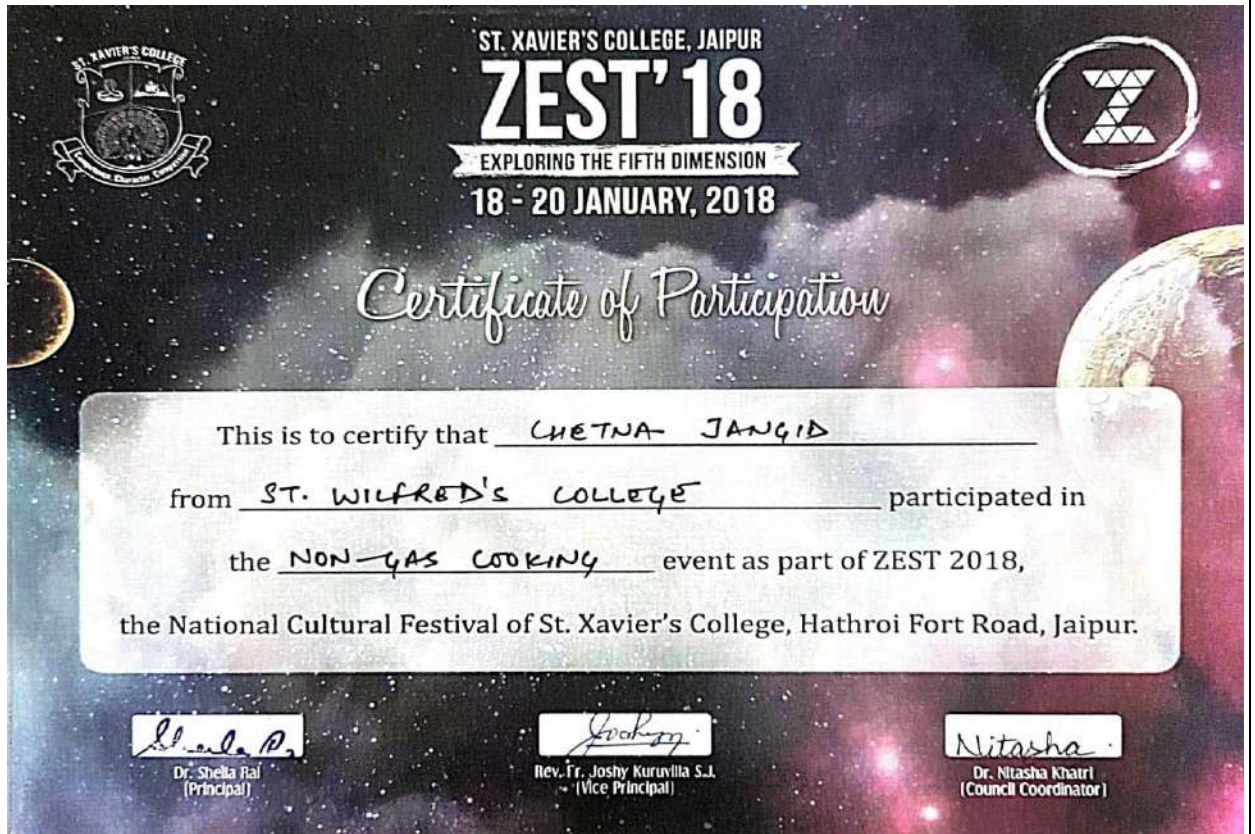 ST. XAVIER'S COLLEGE
ST. XAVIER'S COLLEGE, JAIPUR
ZEST'18
EXPLORING THE FIFTH DIMENSION
18 - 20 JANUARY, 2018
Z
Certificate of Participation
This is to certify that CHETNA JANGID
from ST. WILFRED'S COLLEGE participated in
the NON-GAS COOKING event as part of ZEST 2018,
the National Cultural Festival of St. Xavier's College, Hathroi Fort Road, Jaipur.
Nitasha
Dr. Sheila Rai
(Principal)
Rev. Fr. Joshy Kuruvilla S.J.
(Vice Principal)
Dr. Nitasha Khatri
(Council Coordinator)